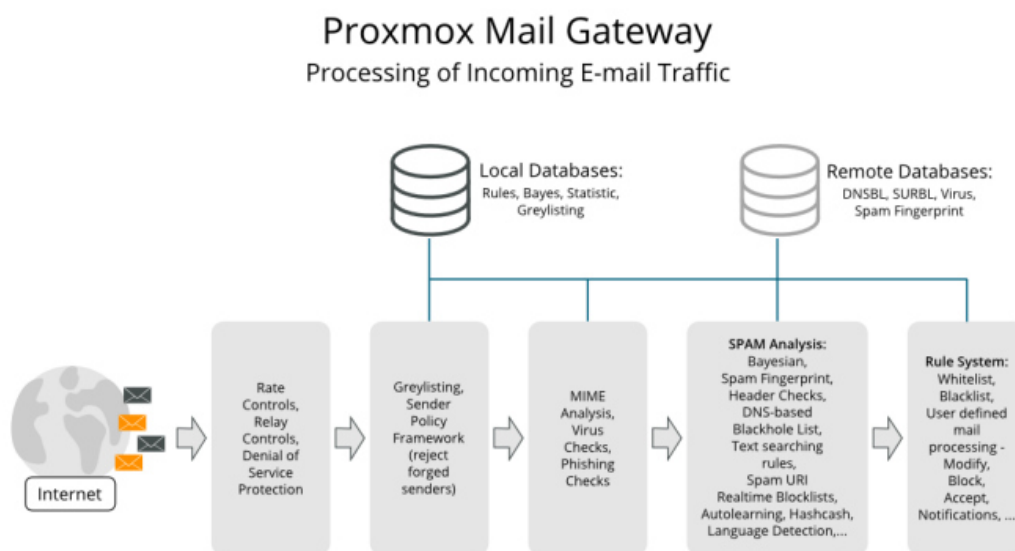 Proxmox Mail Gateway
Processing of Incoming E-mail Traffic
Local Databases:
Rules, Bayes, Statistic,
Greylisting
Remote Databases:
DNSBL, SURBL, Virus,
Spam Fingerprint
Internet
Rate
Controls,
Relay
Controls,
Denial of
Service
Protection
Greylisting,
Sender
Policy
Framework
(reject
forged
senders)
MIME
Analysis,
Virus
Checks,
Phishing
Checks
SPAM Analysis:
Bayesian,
Spam Fingerprint,
Header Checks,
DNS-based
Blackhole List,
Text searching
rules,
Spam URI
Realtime Blocklists,
Autolearning, Hashcash,
Language Detection,...
Rule System:
Whitelist,
Blacklist,
User defined
mail
processing -
Modify,
Block,
Accept,
Notifications, ...